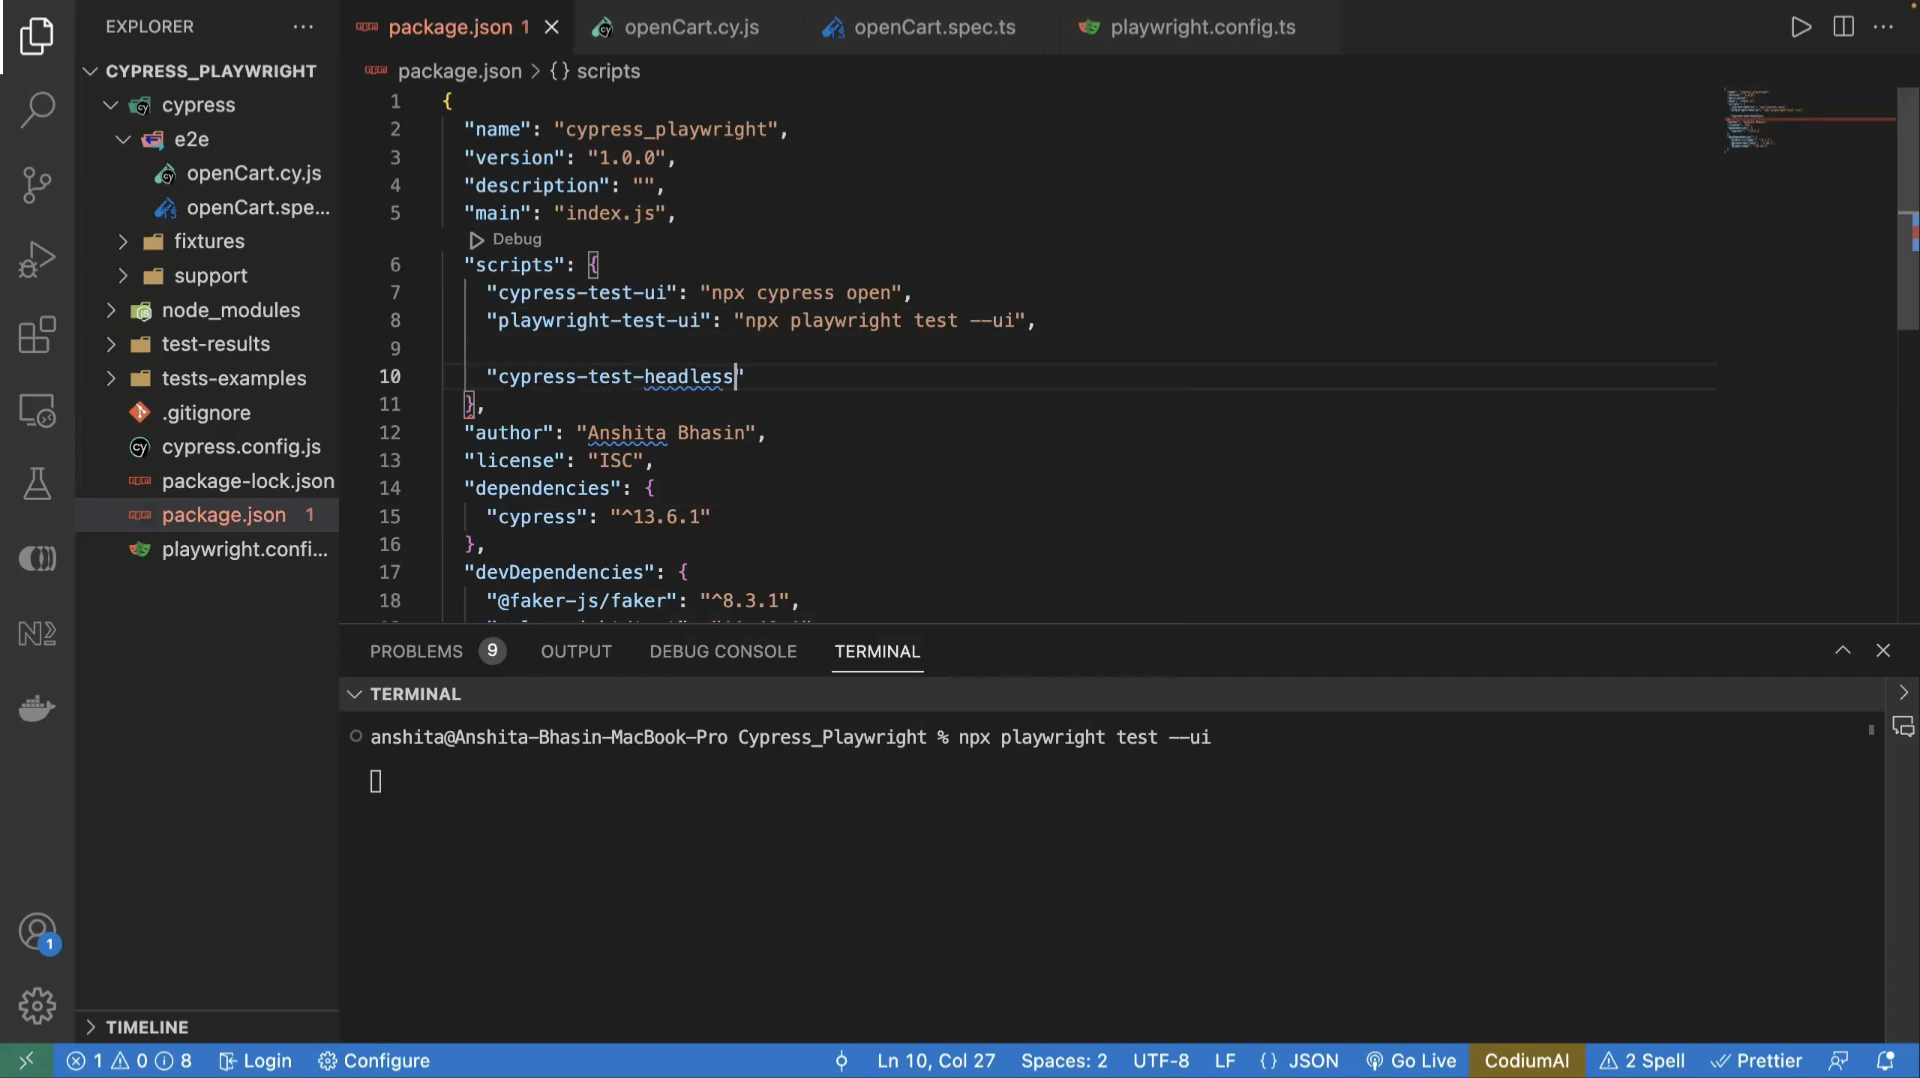 EXPLORER
package.json 1
openCart.cy.js
openCart.spec.ts
playwright.config.ts
CYPRESS_PLAYWRIGHT
cypress
e2e
openCart.cy.js
openCart.spe...
fixtures
support
node_modules
test-results
tests-examples
.gitignore
cypress.config.js
package-lock.json
package.json 1
playwright.confi...
TIMELINE
package.json > {} scripts
1 {
2 "name": "cypress_playwright",
3 "version": "1.0.0",
4 "description": "",
5 "main": "index.js",
Debug
6 "scripts": {
7 "cypress-test-ui": "npx cypress open",
8 "playwright-test-ui": "npx playwright test --ui",
9
10 "cypress-test-headless"
11 },
12 "author": "Anshita Bhasin",
13 "license": "ISC",
14 "dependencies": {
15 "cypress": "^13.6.1"
16 },
17 "devDependencies": {
18 "@faker-js/faker": "^8.3.1",
PROBLEMS 9 OUTPUT DEBUG CONSOLE TERMINAL
TERMINAL
anshita@Anshita-Bhasin-MacBook-Pro Cypress_Playwright % npx playwright test --ui
1
1 0 8 Login Configure Ln 10, Col 27 Spaces: 2 UTF-8 LF {} JSON Go Live CodiumAI 2 Spell Prettier